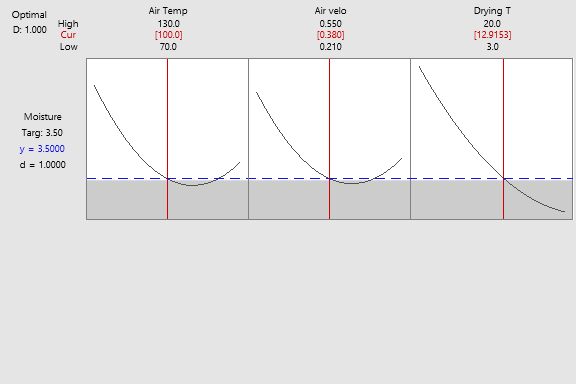 Optimal
D: 1.000
High
Cur
Low
Air Temp
130.0
[100.0]
70.0
Air velo
0.550
[0.380]
0.210
Drying T
20.0
[12.9153]
3.0
Moisture
Targ: 3.50
y = 3.5000
d = 1.0000